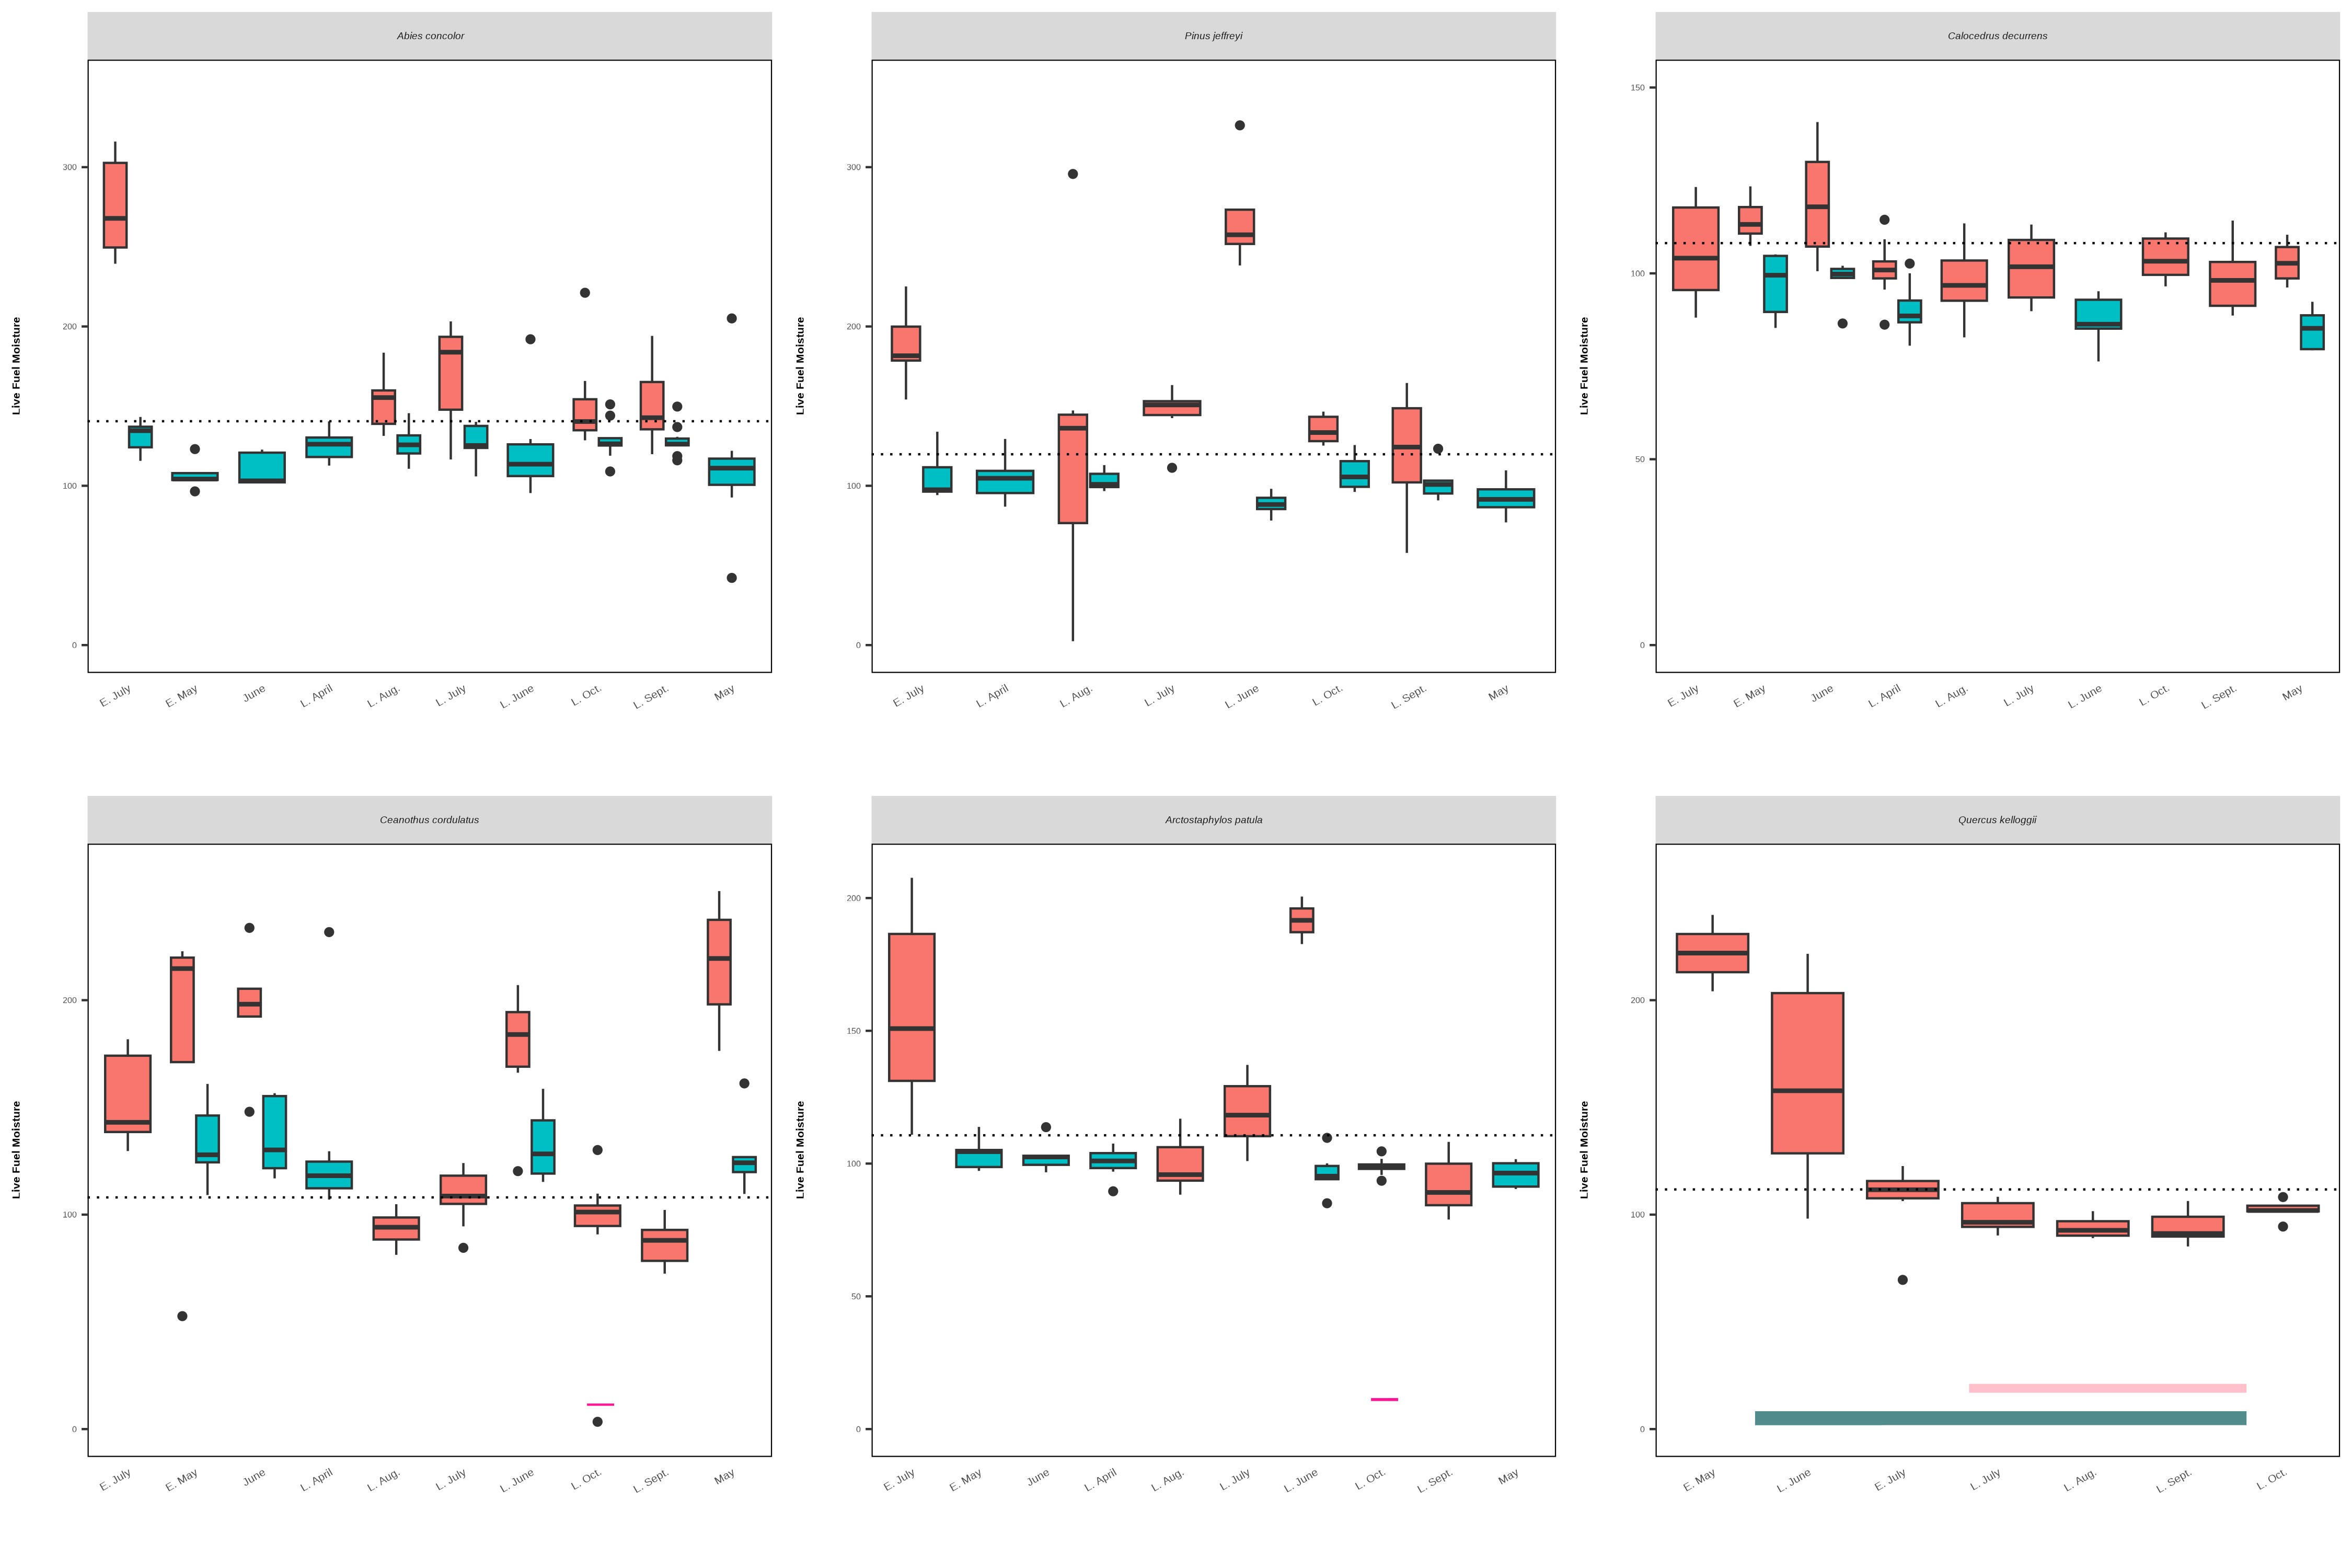 Abies concolor
Live Fuel Moisture
300
200
100
0
E. July E. May June L. April L. Aug. L. July L. June L. Oct. L. Sept. May
Pinus jeffreyi
Live Fuel Moisture
300
200
100
0
E. July L. April L. Aug. L. July L. June L. Oct. L. Sept. May
Calocedrus decurrens
Live Fuel Moisture
150
100
50
0
E. July E. May June L. April L. Aug. L. July L. June L. Oct. L. Sept. May
Ceanothus cordulatus
Live Fuel Moisture
200
100
0
E. July E. May June L. April L. Aug. L. July L. June L. Oct. L. Sept. May
Arctostaphylos patula
Live Fuel Moisture
200
150
100
50
0
E. July E. May June L. April L. Aug. L. July L. June L. Oct. L. Sept. May
Quercus kelloggii
Live Fuel Moisture
200
100
0
E. May L. June E. July L. July L. Aug. L. Sept. L. Oct.